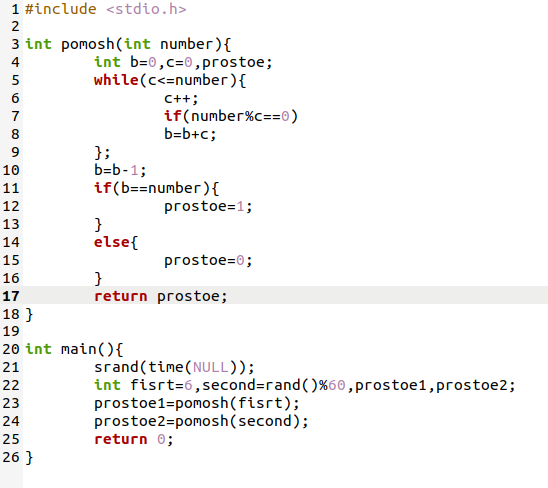 1 #include <stdio.h>
2
3 int pomosh(int number){
4 int b=0,c=0,prostoe;
5 while(c<=number){
6 c++;
7 if(number%c==0)
8 b=b+c;
9 };
10 b=b-1;
11 if(b==number){
12 prostoe=1;
13 }
14 else{
15 prostoe=0;
16 }
17 return prostoe;
18 }
19
20 int main(){
21 srand(time(NULL));
22 int fisrt=6,second=rand()%60,prostoe1,prostoe2;
23 prostoe1=pomosh(fisrt);
24 prostoe2=pomosh(second);
25 return 0;
26 }